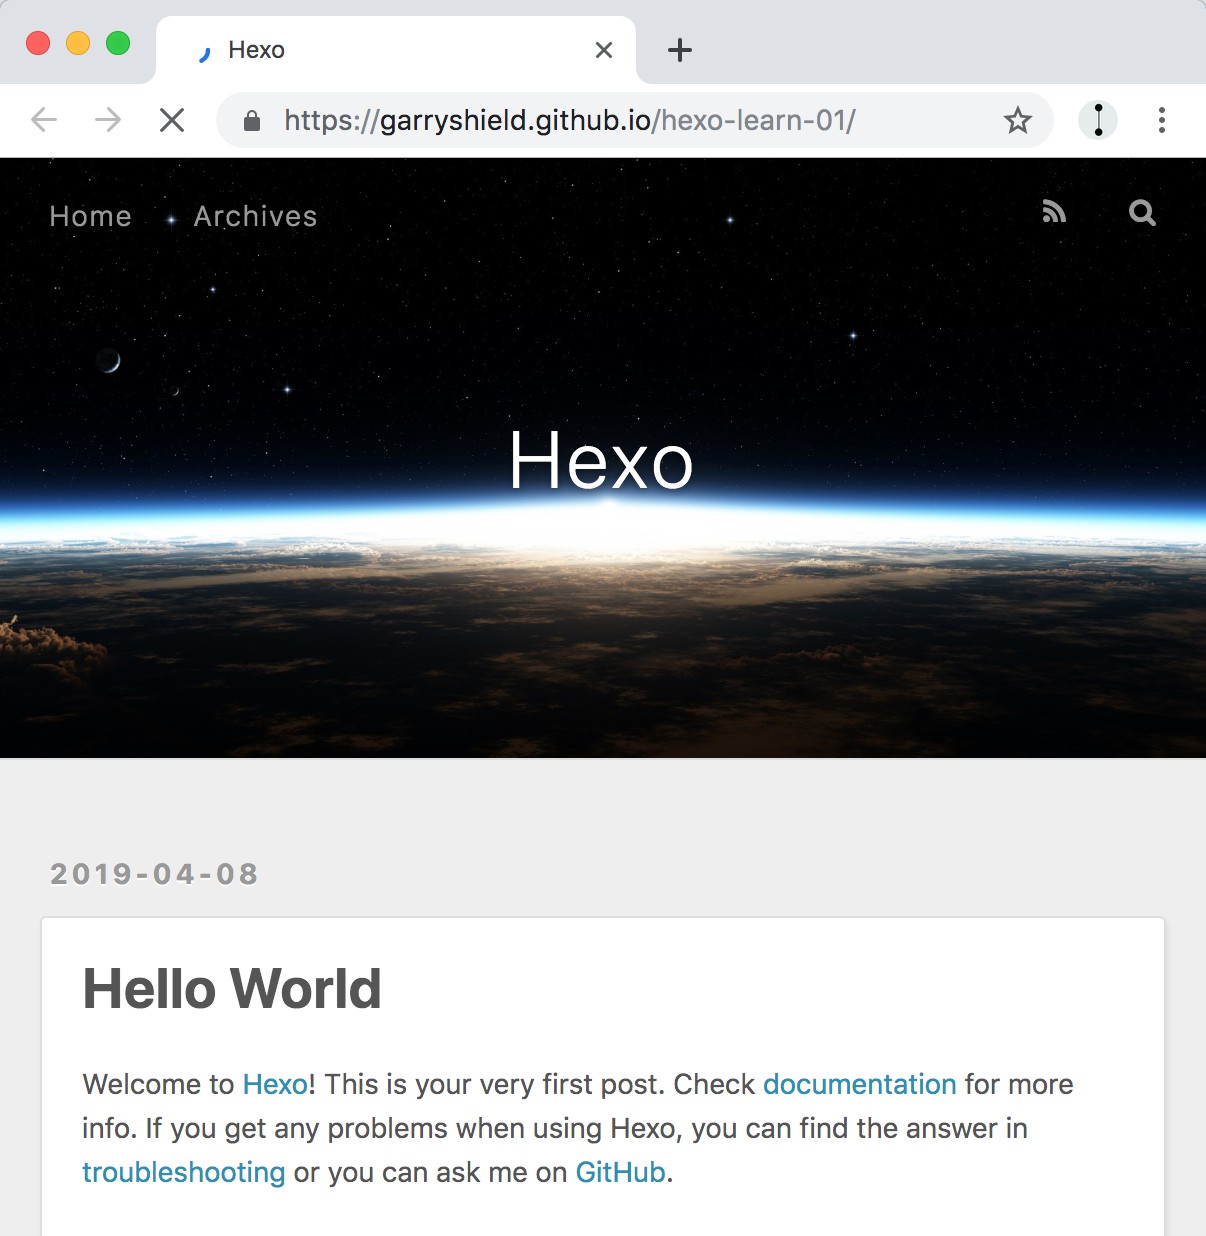 Hexo
https://garryshield.github.io/hexo-learn-01/
Home Archives
Hexo
2019-04-08
Hello World
Welcome to Hexo! This is your very first post. Check documentation for more
info. If you get any problems when using Hexo, you can find the answer in
troubleshooting or you can ask me on GitHub.